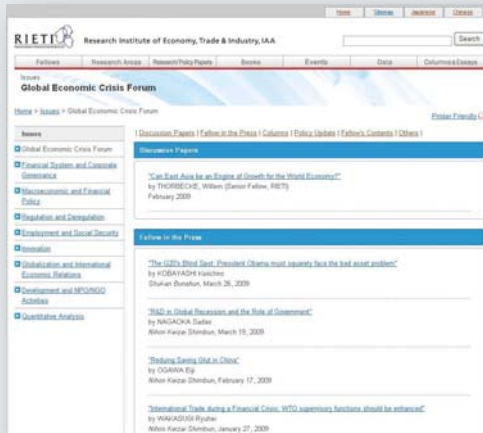 Home Sitemap Japanese Chinese
RIETI Research Institute of Economy, Trade & Industry, IAA
Search
Fellows Research Areas Research/Policy Papers Books Events Data Columns & Essays
Issues
Global Economic Crisis Forum
Home > Issues > Global Economic Crisis Forum
Printer Friendly
Issues
Global Economic Crisis Forum
Financial System and Corporate
Governance
Macroeconomic and Financial
Policy
Regulation and Deregulation
Employment and Social Security
Innovation
Globalization and International
Economic Relations
Development and NPO/NGO
Activities
Quantitative Analysis
| Discussion Papers | Fellow in the Press | Columns | Policy Update | Fellow's Contents | Others |
Discussion Papers
"Can East Asia be an Engine of Growth for the World Economy?"
by THORBECKE, Willem (Senior Fellow, RIETI)
February 2009
Fellow in the Press
"The G20's Blind Spot: President Obama must squarely face the bad asset problem"
by KOBAYASHI Keiichiro
Shukan Bunshun, March 26, 2009
"R&D in Global Recession and the Role of Government"
by NAGAOKA Sadao
Nihon Keizai Shimbun, March 19, 2009
"Reducing Saving Glut in China"
by OGAWA Eiji
Nihon Keizai Shimbun, February 17, 2009
"International Trade during a Financial Crisis: WTO supervisory functions should be enhanced"
by WAKASUGI Ryuhei
Nihon Keizai Shimbun, January 27, 2009